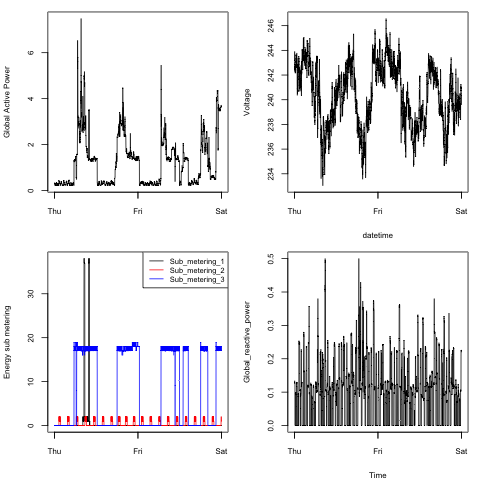 Global Active Power
6
4
2
0
Thu Fri Sat
Voltage
246
242
240
238
236
234
Thu Fri Sat
datetime
Energy sub metering
30
20
10
0
Sub_metering_1
Sub_metering_2
Sub_metering_3
Thu Fri Sat
Global_reactive_power
0.5
0.4
0.3
0.2
0.1
0.0
Thu Fri Sat
Time